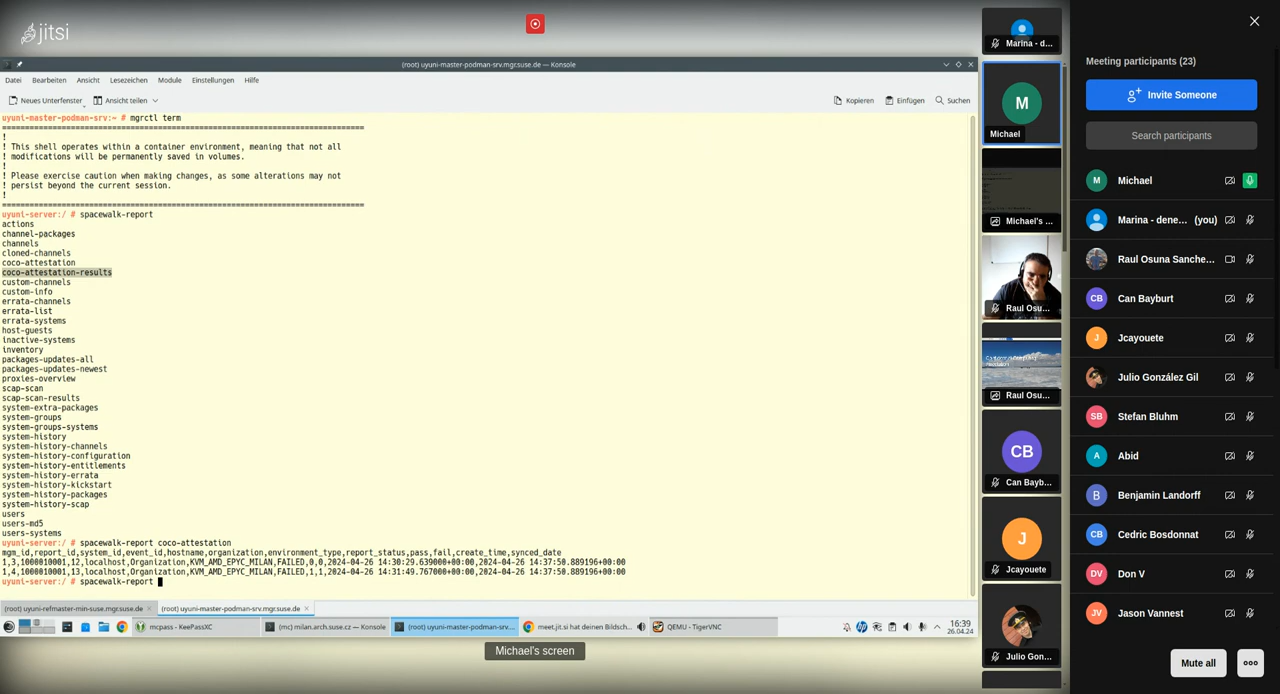 jitsi
(root) uyuni-master-podman-srv.mgr.suse.de — Konsole
Datei Bearbeiten Ansicht Lesezeichen Module Einstellungen Hilfe
Neues Unterfenster Ansicht teilen Kopieren Einfügen Suchen
uyuni-master-podman-srv:~ # mgrctl term
================================================================================
!
! This shell operates within a container environment, meaning that not all
! modifications will be permanently saved in volumes.
!
! Please exercise caution when making changes, as some alterations may not
! persist beyond the current session.
!
================================================================================
uyuni-server:/ # spacewalk-report
actions
channel-packages
channels
cloned-channels
coco-attestation
coco-attestation-results
custom-channels
custom-info
errata-channels
errata-list
errata-systems
host-guests
inactive-systems
inventory
packages-updates-all
packages-updates-newest
proxies-overview
scap-scan
scap-scan-results
system-extra-packages
system-groups
system-groups-systems
system-history
system-history-channels
system-history-configuration
system-history-entitlements
system-history-errata
system-history-kickstart
system-history-packages
system-history-scap
users
users-md5
users-systems
uyuni-server:/ # spacewalk-report coco-attestation
mgm_id,report_id,system_id,event_id,hostname,organization,environment_type,report_status,pass,fail,create_time,synced_date
1,3,1000010001,12,localhost,Organization,KVM_AMD_EPYC_MILAN,FAILED,0,0,2024-04-26 14:30:29.639000+00:00,2024-04-26 14:37:50.889196+00:00
1,4,1000010001,13,localhost,Organization,KVM_AMD_EPYC_MILAN,FAILED,1,1,2024-04-26 14:31:49.767000+00:00,2024-04-26 14:37:50.889196+00:00
uyuni-server:/ # spacewalk-report
(root) uyuni-refmaster-min-suse.mgr.suse.de (root) uyuni-master-podman-srv.mgr.suse.de
mcpass - KeePassXC (mc) milan.arch.suse.cz — Konsole (root) uyuni-master-podman-srv.mgr.suse.... meet.jit.si hat deinen Bildsch... QEMU - TigerVNC
16:39
26.04.24
Michael's screen
Marina - d...
M
Michael
Michael's ...
Raul Osu...
Raul Osu...
CB
Can Bayb...
J
Jcayouete
Julio Gon...
Meeting participants (23)
Invite Someone
Search participants
M Michael
Marina - dene... (you)
Raul Osuna Sanche...
CB Can Bayburt
J Jcayouete
Julio González Gil
SB Stefan Bluhm
A Abid
B Benjamin Landorff
CB Cedric Bosdonnat
DV Don V
JV Jason Vannest
Mute all